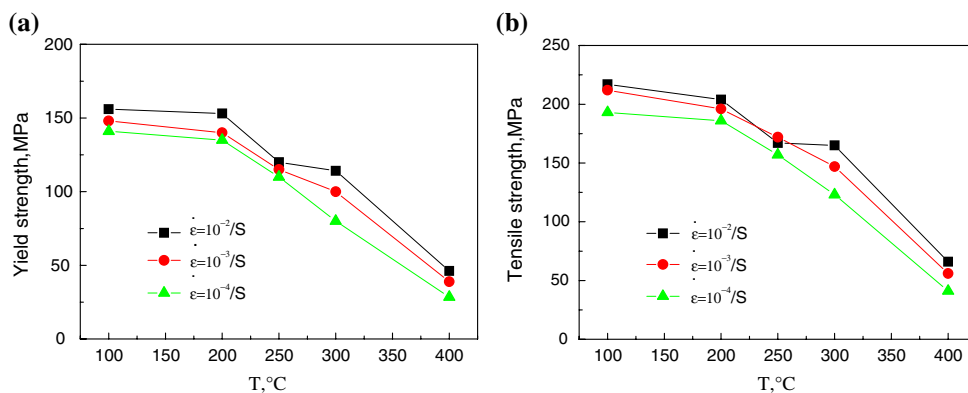 (a)
200
150
100
50
0
Yield strength,MPa
ε̇=10⁻²/S
ε̇=10⁻³/S
ε̇=10⁻⁴/S
100 150 200 250 300 350 400
T,°C
(b)
250
200
150
100
50
0
Tensile strength,MPa
ε̇=10⁻²/S
ε̇=10⁻³/S
ε̇=10⁻⁴/S
100 150 200 250 300 350 400
T,°C